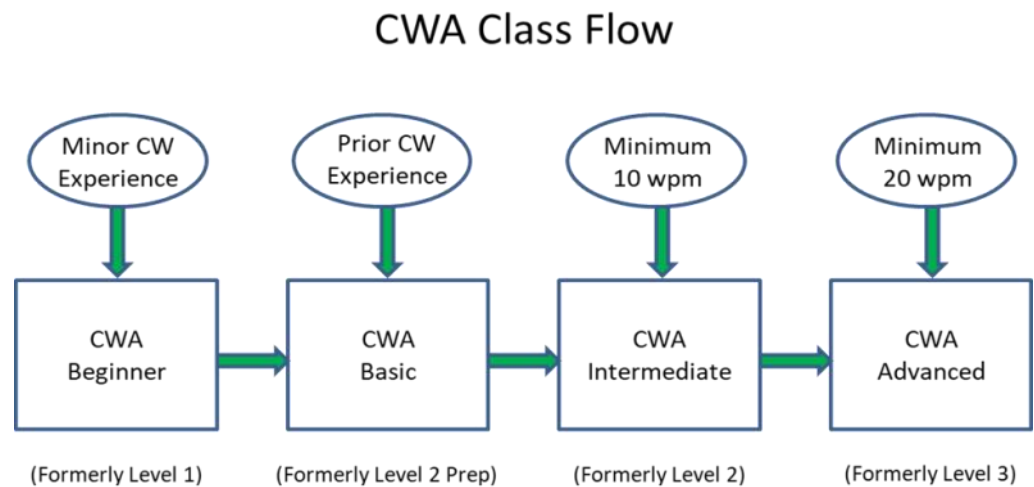 CWA Class Flow
Minor CW
Experience
Prior CW
Experience
Minimum
10 wpm
Minimum
20 wpm
CWA
Beginner
CWA
Basic
CWA
Intermediate
CWA
Advanced
(Formerly Level 1)
(Formerly Level 2 Prep)
(Formerly Level 2)
(Formerly Level 3)